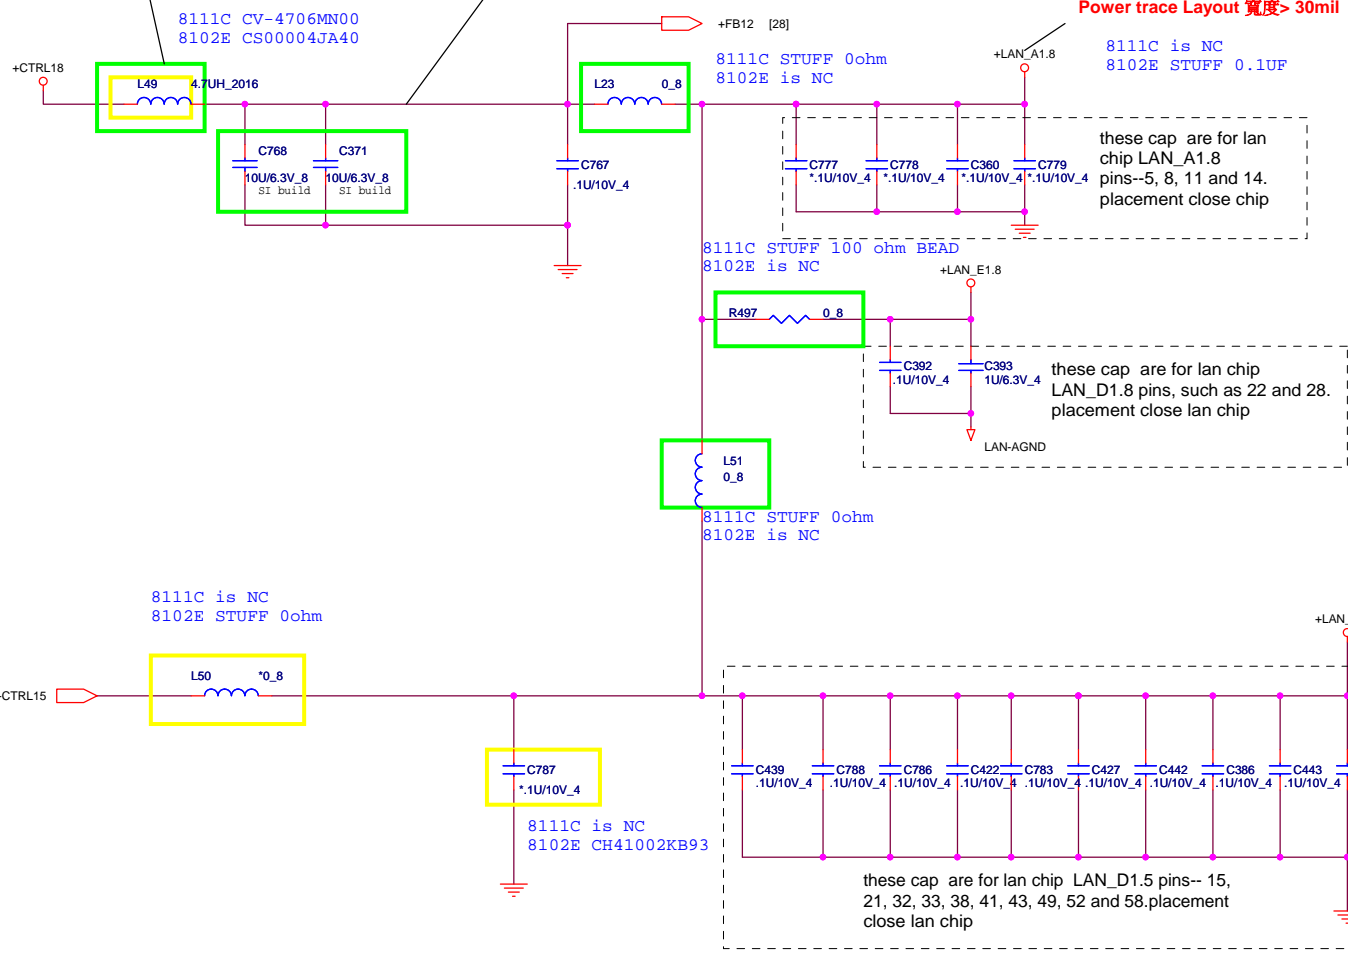 8111C CV-4706MN00
8102E CS00004JA40
+CTRL18
L49
4.7UH_2016
C768
10U/6.3V_8
SI build
C371
10U/6.3V_8
SI build
+FB12 [28]
L23
0_8
8111C STUFF 0ohm
8102E is NC
C767
.1U/10V_4
Power trace Layout 寬度> 30mil
+LAN_A1.8
8111C is NC
8102E STUFF 0.1UF
C777
*.1U/10V_4
C778
*.1U/10V_4
C360
*.1U/10V_4
C779
*.1U/10V_4
these cap are for lan
chip LAN_A1.8
pins--5, 8, 11 and 14.
placement close chip
8111C STUFF 100 ohm BEAD
8102E is NC
+LAN_E1.8
R497
0_8
C392
.1U/10V_4
C393
1U/6.3V_4
these cap are for lan chip
LAN_D1.8 pins, such as 22 and 28.
placement close lan chip
LAN-AGND
L51
0_8
8111C STUFF 0ohm
8102E is NC
8111C is NC
8102E STUFF 0ohm
L50
*0_8
-CTRL15
+LAN_
C787
*.1U/10V_4
8111C is NC
8102E CH41002KB93
C439
.1U/10V_4
C788
.1U/10V_4
C786
.1U/10V_4
C422
.1U/10V_4
C783
.1U/10V_4
C427
.1U/10V_4
C442
.1U/10V_4
C386
.1U/10V_4
C443
.1U/10V_4
these cap are for lan chip LAN_D1.5 pins-- 15,
21, 32, 33, 38, 41, 43, 49, 52 and 58.placement
close lan chip